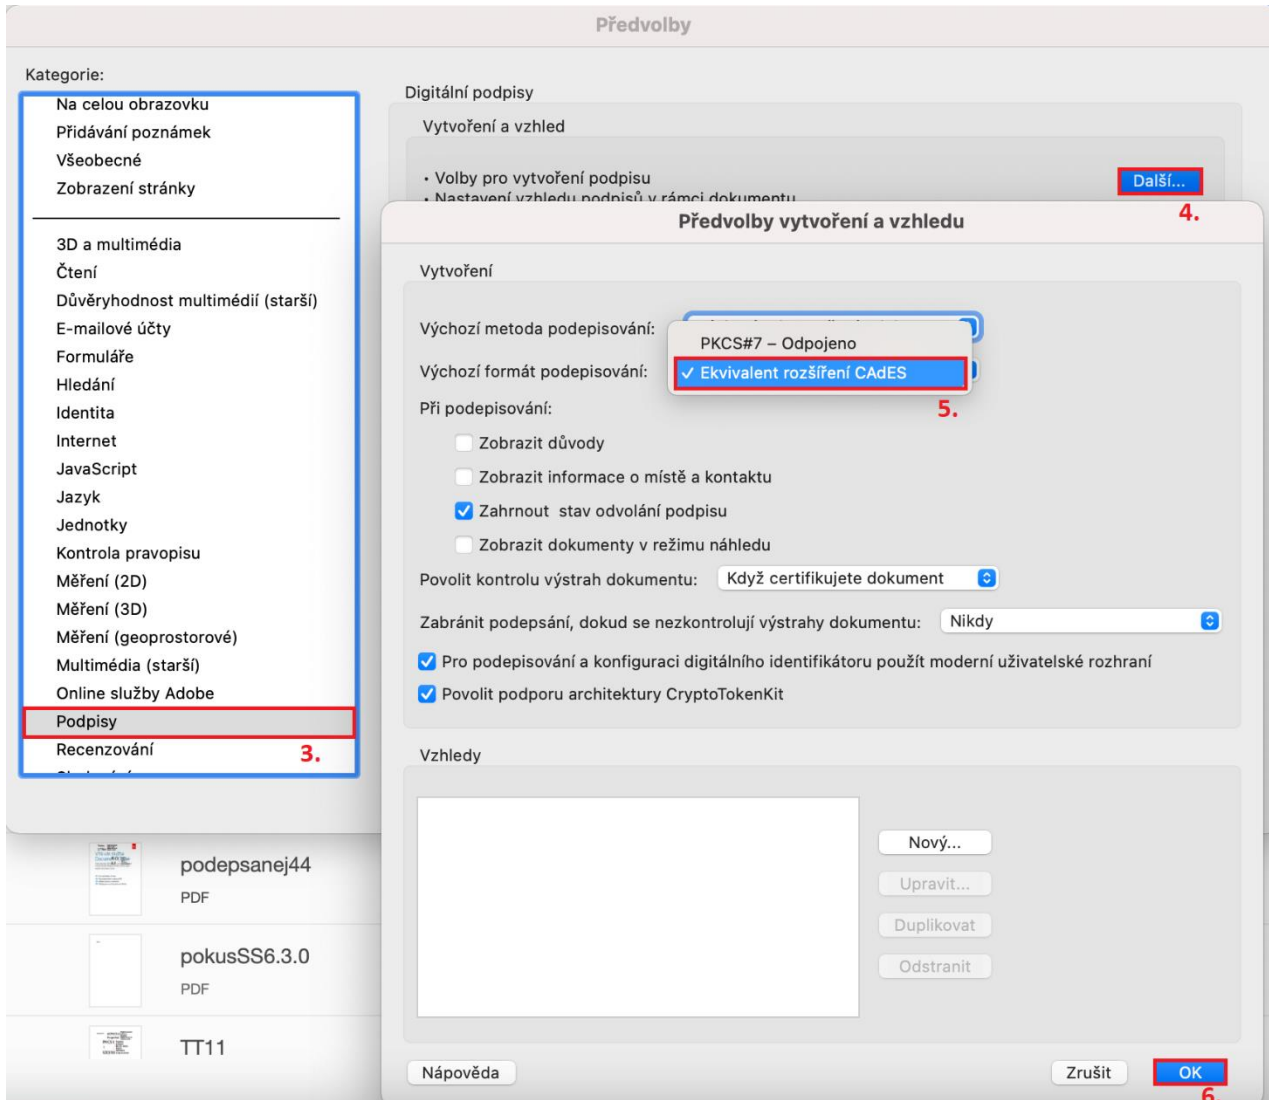 Předvolby
Kategorie:
Na celou obrazovku
Přidávání poznámek
Všeobecné
Zobrazení stránky
3D a multimédia
Čtení
Důvěryhodnost multimédií (starší)
E-mailové účty
Formuláře
Hledání
Identita
Internet
JavaScript
Jazyk
Jednotky
Kontrola pravopisu
Měření (2D)
Měření (3D)
Měření (geoprostorové)
Multimédia (starší)
Online služby Adobe
Podpisy
Recenzování
3.
Digitální podpisy
Vytvoření a vzhled
• Volby pro vytvoření podpisu
• Nastavení vzhledu podpisů v rámci dokumentu
Další...
4.
Předvolby vytvoření a vzhledu
Vytvoření
Výchozí metoda podepisování:
PKCS#7 – Odpojeno
Výchozí formát podepisování:
✓ Ekvivalent rozšíření CAdES
5.
Při podepisování:
Zobrazit důvody
Zobrazit informace o místě a kontaktu
Zahrnout stav odvolání podpisu
Zobrazit dokumenty v režimu náhledu
Povolit kontrolu výstrah dokumentu: Když certifikujete dokument
Zabránit podepsání, dokud se nezkontrolují výstrahy dokumentu: Nikdy
Pro podepisování a konfiguraci digitálního identifikátoru použít moderní uživatelské rozhraní
Povolit podporu architektury CryptoTokenKit
Vzhledy
Nový...
Upravit...
Duplikovat
Odstranit
Nápověda
Zrušit
OK
6.
podepsanej44
PDF
pokusSS6.3.0
PDF
TT11